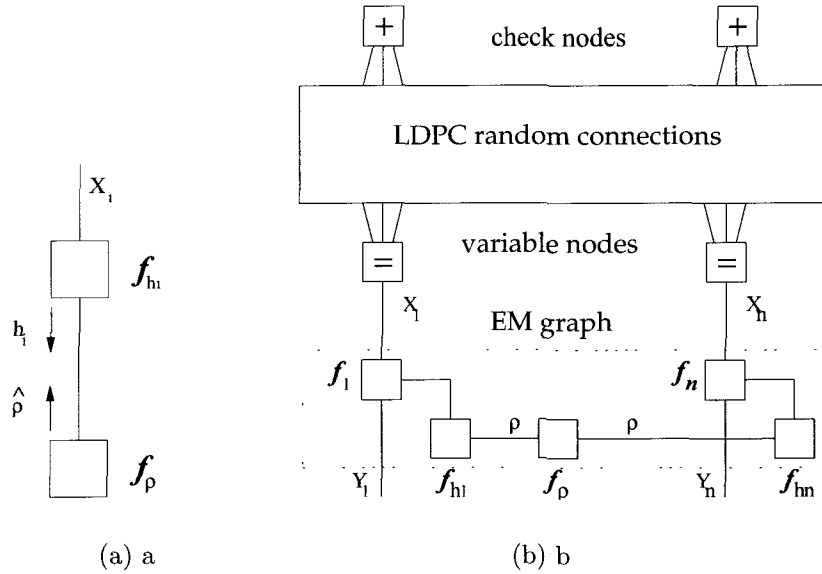 X_i
f_hi
h_i
ρ̂
f_ρ
(a) a
+ +
check nodes
LDPC random connections
variable nodes
= =
X_1 X_n
EM graph
f_1 f_n
ρ ρ
Y_1 f_h1 f_ρ Y_n f_hn
(b) b